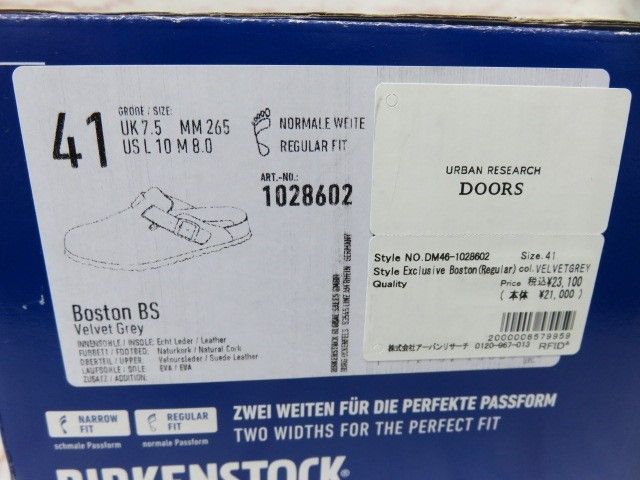 41
GRÖßE / SIZE:
UK 7.5 MM 265
US L 10 M 8.0
NORMALE WEITE
REGULAR FIT
ART.-NO.:
1028602
Boston BS
Velvet Grey
INNENSOHLE / INSOLE: Echt Leder / Leather
FUßBETT / FOOTBED: Naturkork / Natural Cork
OBERTEIL / UPPER: Veloursleder / Suede Leather
LAUFSOHLE / SOLE: EVA / EVA
ZUSATZ / ADDITION:
URBAN RESEARCH
DOORS
Style NO. DM46-1028602 Size. 41
Style Exclusive Boston(Regular) col. VELVETGREY
Quality Price 税込¥23,100
( 本体 ¥21,000 )
2000006579959
株式会社アーバンリサーチ 0120-967-013 RFID
NARROW FIT
schmale Passform
REGULAR FIT
normale Passform
ZWEI WEITEN FÜR DIE PERFEKTE PASSFORM
TWO WIDTHS FOR THE PERFECT FIT
BIRKENSTOCK®